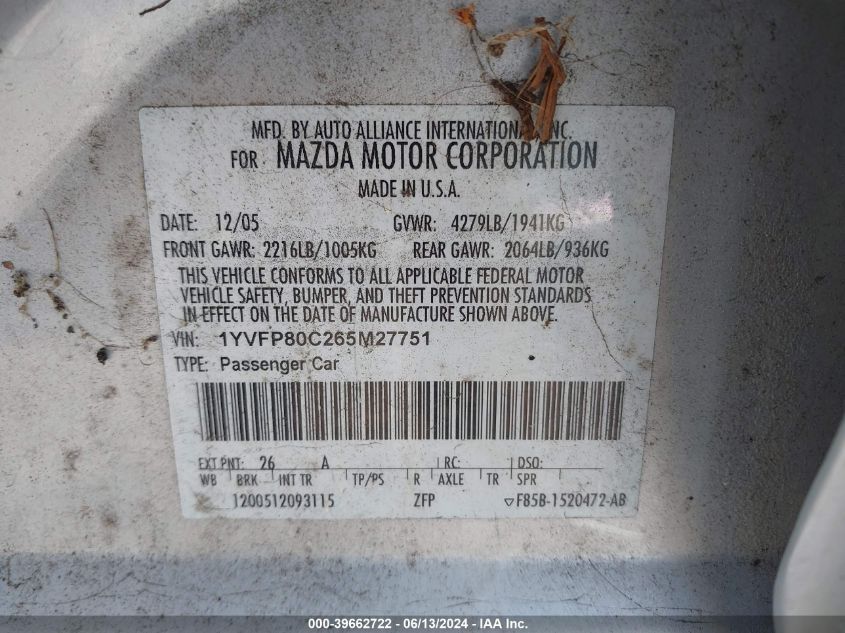 MFD. BY AUTO ALLIANCE INTERNATIONAL, INC.
FOR MAZDA MOTOR CORPORATION
MADE IN U.S.A.
DATE: 12/05 GVWR: 4279LB/1941KG
FRONT GAWR: 2216LB/1005KG REAR GAWR: 2064LB/936KG
THIS VEHICLE CONFORMS TO ALL APPLICABLE FEDERAL MOTOR
VEHICLE SAFETY, BUMPER, AND THEFT PREVENTION STANDARDS
IN EFFECT ON THE DATE OF MANUFACTURE SHOWN ABOVE.
VIN: 1YVFP80C265M27751
TYPE: Passenger Car
EXT PNT: 26 A RC: DSO:
WB BRK INT TR TP/PS R AXLE TR SPR
1200512093115 ZFP ▽F85B-1520472-AB
000-39662722 - 06/13/2024 - IAA Inc.